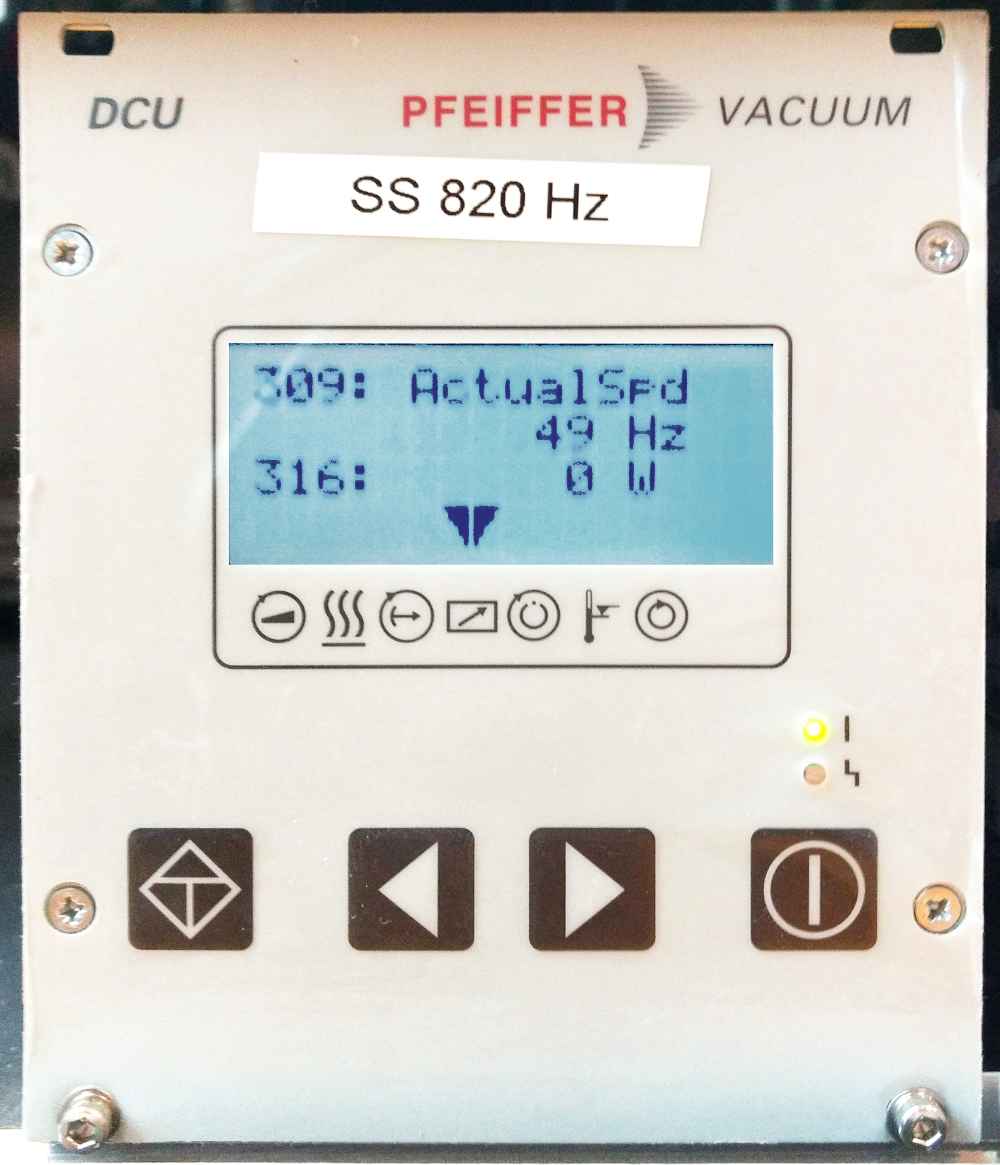 DCU PFEIFFER VACUUM
SS 820 Hz
309: ActualSpd
49 Hz
316: 0 W